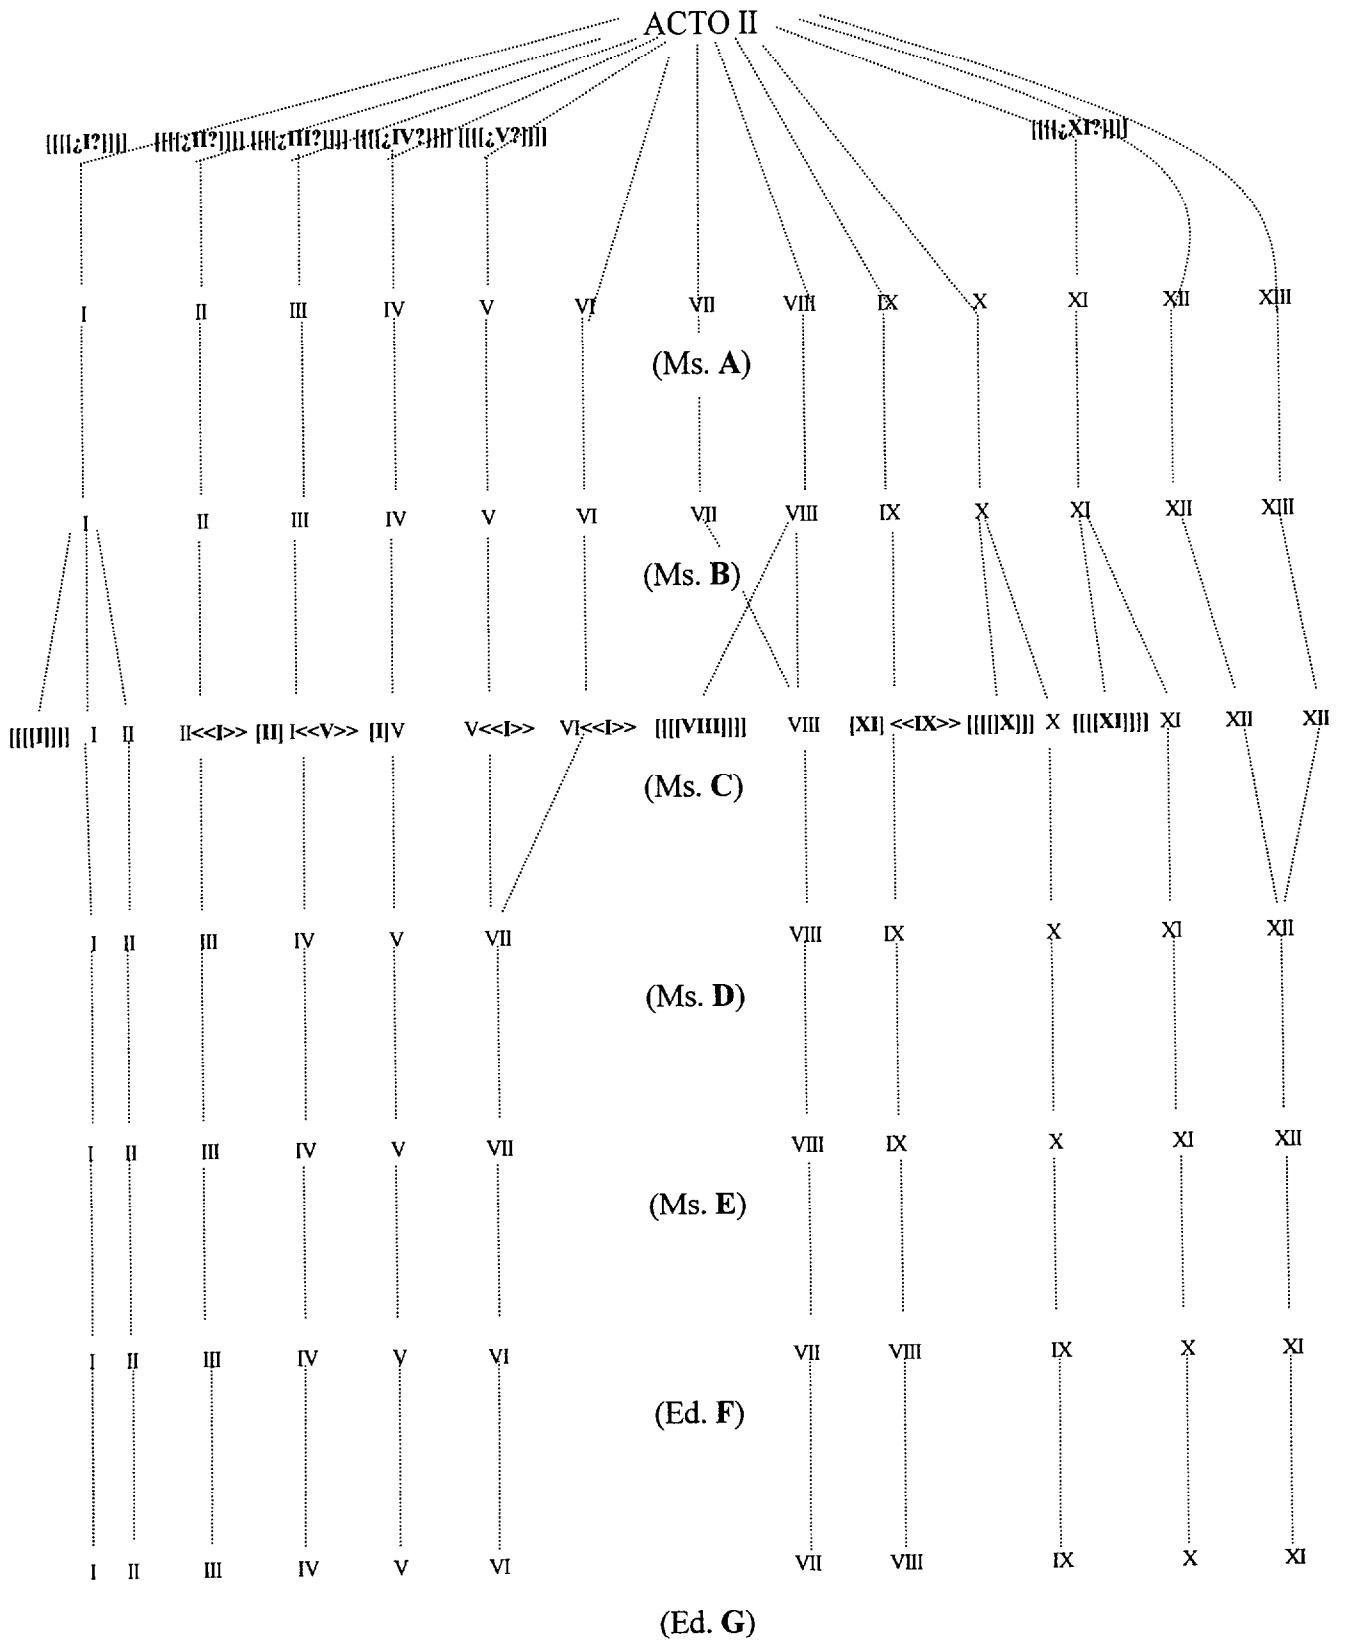 ACTO II
[[[[¿I?]]]] [[[[¿II?]]]] [[[[¿III?]]]] [[[[¿IV?]]]] [[[[¿V?]]]] [[[[¿XI?]]]]
I II III IV V VI VII VIII IX X XI XII XIII
(Ms. A)
I II III IV V VI VII VIII IX X XI XII XIII
(Ms. B)
[[[[I]]]] I II II<<I>> [II] I<<V>> [I]V V<<I>> VI<<I>> [[[[VIII]]]] VIII [XI] <<IX>> [[[[]X]]] X [[[[XI]]]] XI XII XII
(Ms. C)
I II III IV V VII VIII IX X XI XII
(Ms. D)
I II III IV V VII VIII IX X XI XII
(Ms. E)
I II III IV V VI VII VIII IX X XI
(Ed. F)
I II III IV V VI VII VIII IX X XI
(Ed. G)